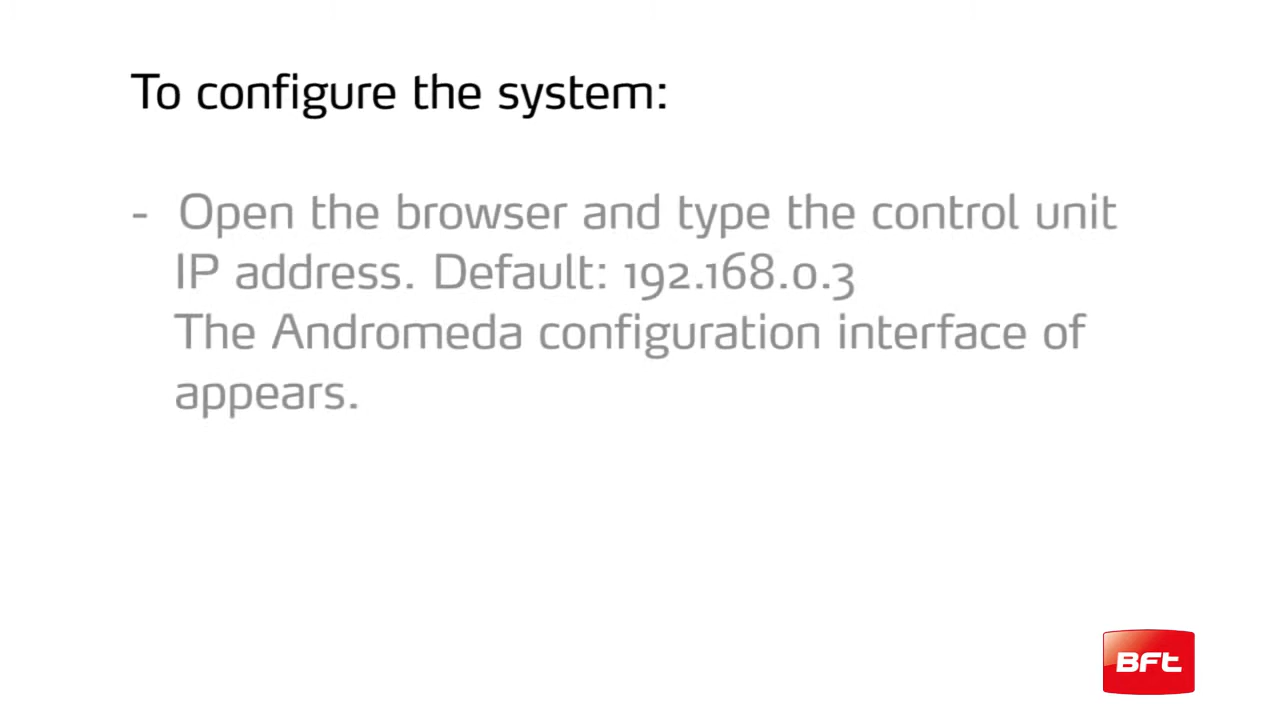 To configure the system:
- Open the browser and type the control unit
IP address. Default: 192.168.0.3
The Andromeda configuration interface of
appears.
BFt